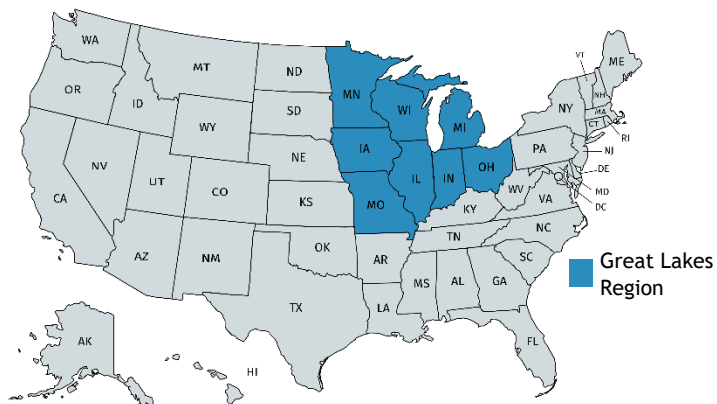 WA
MT
ND
MN
OR
ID
SD
WI
WY
MI
IA
NE
NV
UT
CO
IL
IN
OH
PA
NY
VT
ME
NH
MA
CT
RI
NJ
DE
MD
DC
CA
KS
MO
KY
WV
VA
AZ
NM
OK
AR
TN
NC
SC
MS
AL
GA
TX
LA
FL
AK
HI
Great Lakes
Region